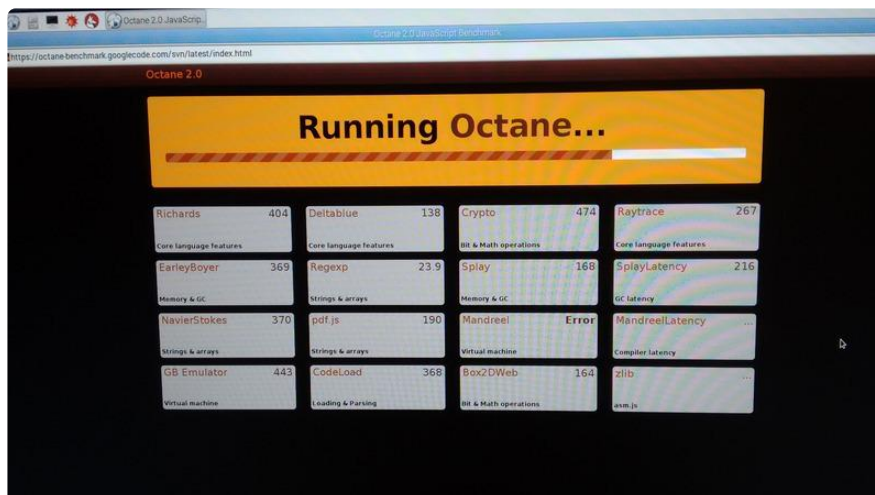 Octane 2.0 JavaScrip...
Octane 2.0 JavaScript Benchmark
https://octane-benchmark.googlecode.com/svn/latest/index.html
Octane 2.0
Running Octane...
Richards 404
Core language features
Deltablue 138
Core language features
Crypto 474
Bit & Math operations
Raytrace 267
Core language features
EarleyBoyer 369
Memory & GC
Regexp 23.9
Strings & arrays
Splay 168
Memory & GC
SplayLatency 216
GC latency
NavierStokes 370
Strings & arrays
pdf.js 190
Strings & arrays
Mandreel Error
Virtual machine
MandreelLatency ...
Compiler latency
GB Emulator 443
Virtual machine
CodeLoad 368
Loading & Parsing
Box2DWeb 164
Bit & Math operations
zlib ...
asm.js